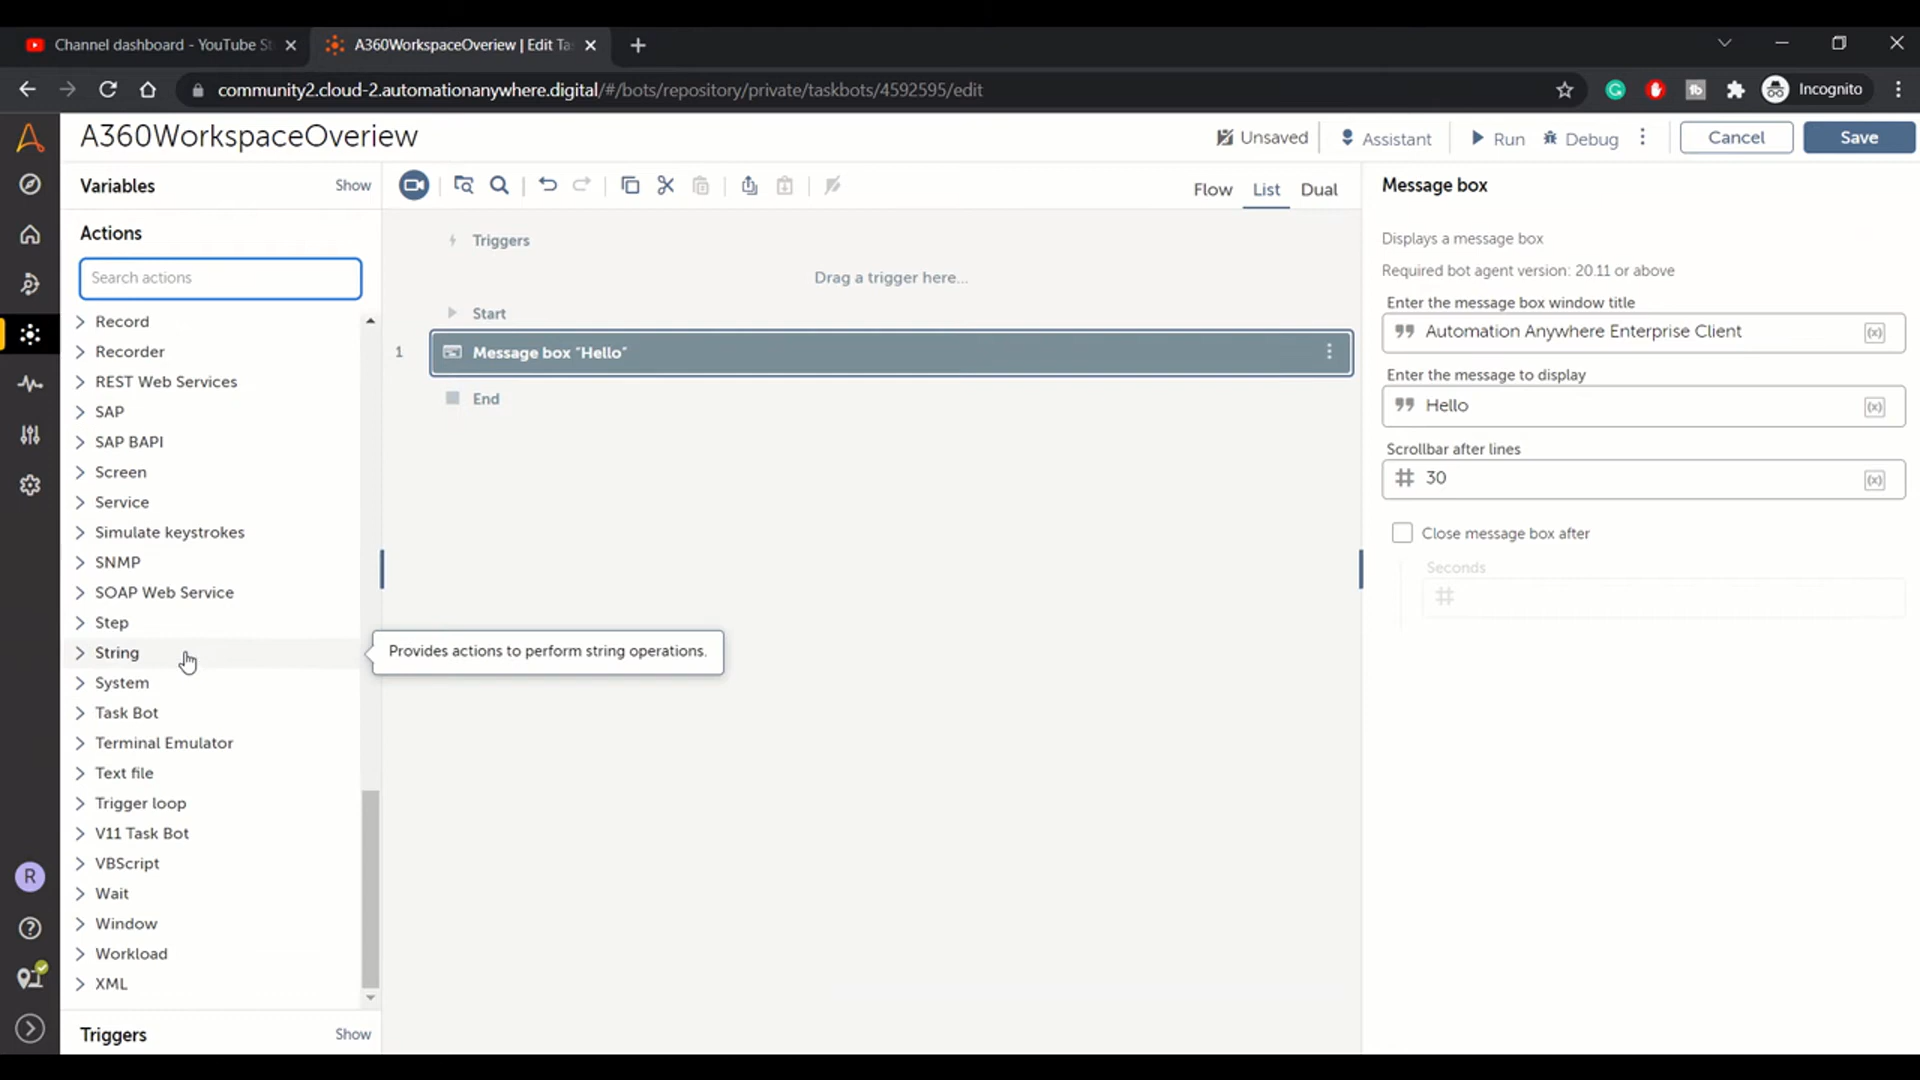 Channel dashboard - YouTube St
A360WorkspaceOveriew | Edit Ta
community2.cloud-2.automationanywhere.digital/#/bots/repository/private/taskbots/4592595/edit
Incognito
A360WorkspaceOveriew
Unsaved
Assistant
Run
Debug
Cancel
Save
Variables
Show
Flow
List
Dual
Actions
Search actions
Record
Recorder
REST Web Services
SAP
SAP BAPI
Screen
Service
Simulate keystrokes
SNMP
SOAP Web Service
Step
String
System
Task Bot
Terminal Emulator
Text file
Trigger loop
V11 Task Bot
VBScript
Wait
Window
Workload
XML
Triggers
Show
R
Triggers
Drag a trigger here...
Start
1
Message box "Hello"
End
Provides actions to perform string operations.
Message box
Displays a message box
Required bot agent version: 20.11 or above
Enter the message box window title
Automation Anywhere Enterprise Client
(x)
Enter the message to display
Hello
(x)
Scrollbar after lines
30
(x)
Close message box after
Seconds